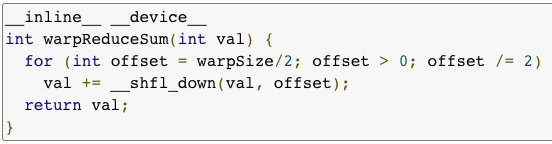 __inline__ __device__
int warpReduceSum(int val) {
  for (int offset = warpSize/2; offset > 0; offset /= 2)
    val += __shfl_down(val, offset);
  return val;
}